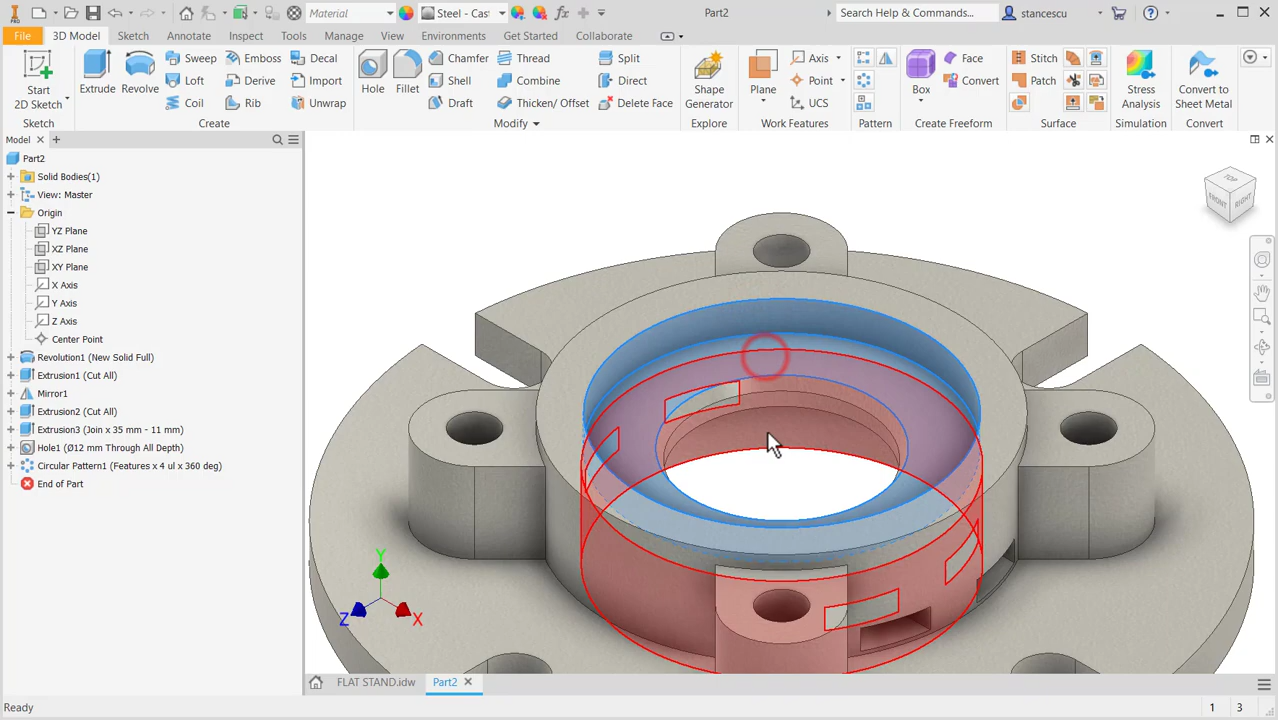 PRO
Material
Steel - Cas
fx
Part2
Search Help & Commands...
stancescu
File
3D Model
Sketch
Annotate
Inspect
Tools
Manage
View
Environments
Get Started
Collaborate
Start
2D Sketch
Extrude
Revolve
Sweep
Emboss
Decal
Loft
Derive
Import
Coil
Rib
Unwrap
Hole
Fillet
Chamfer
Thread
Split
Shell
Combine
Direct
Draft
Thicken/ Offset
Delete Face
Shape
Generator
Plane
Axis
Point
UCS
Box
Face
Convert
Stitch
Patch
Stress
Analysis
Convert to
Sheet Metal
Sketch
Create
Modify
Explore
Work Features
Pattern
Create Freeform
Surface
Simulation
Convert
Model
Part2
Solid Bodies(1)
View: Master
Origin
YZ Plane
XZ Plane
XY Plane
X Axis
Y Axis
Z Axis
Center Point
Revolution1 (New Solid Full)
Extrusion1 (Cut All)
Mirror1
Extrusion2 (Cut All)
Extrusion3 (Join x 35 mm - 11 mm)
Hole1 (Ø12 mm Through All Depth)
Circular Pattern1 (Features x 4 ul x 360 deg)
End of Part
TOP
FRONT
RIGHT
Y
Z
X
FLAT STAND.idw
Part2
Ready
1
3